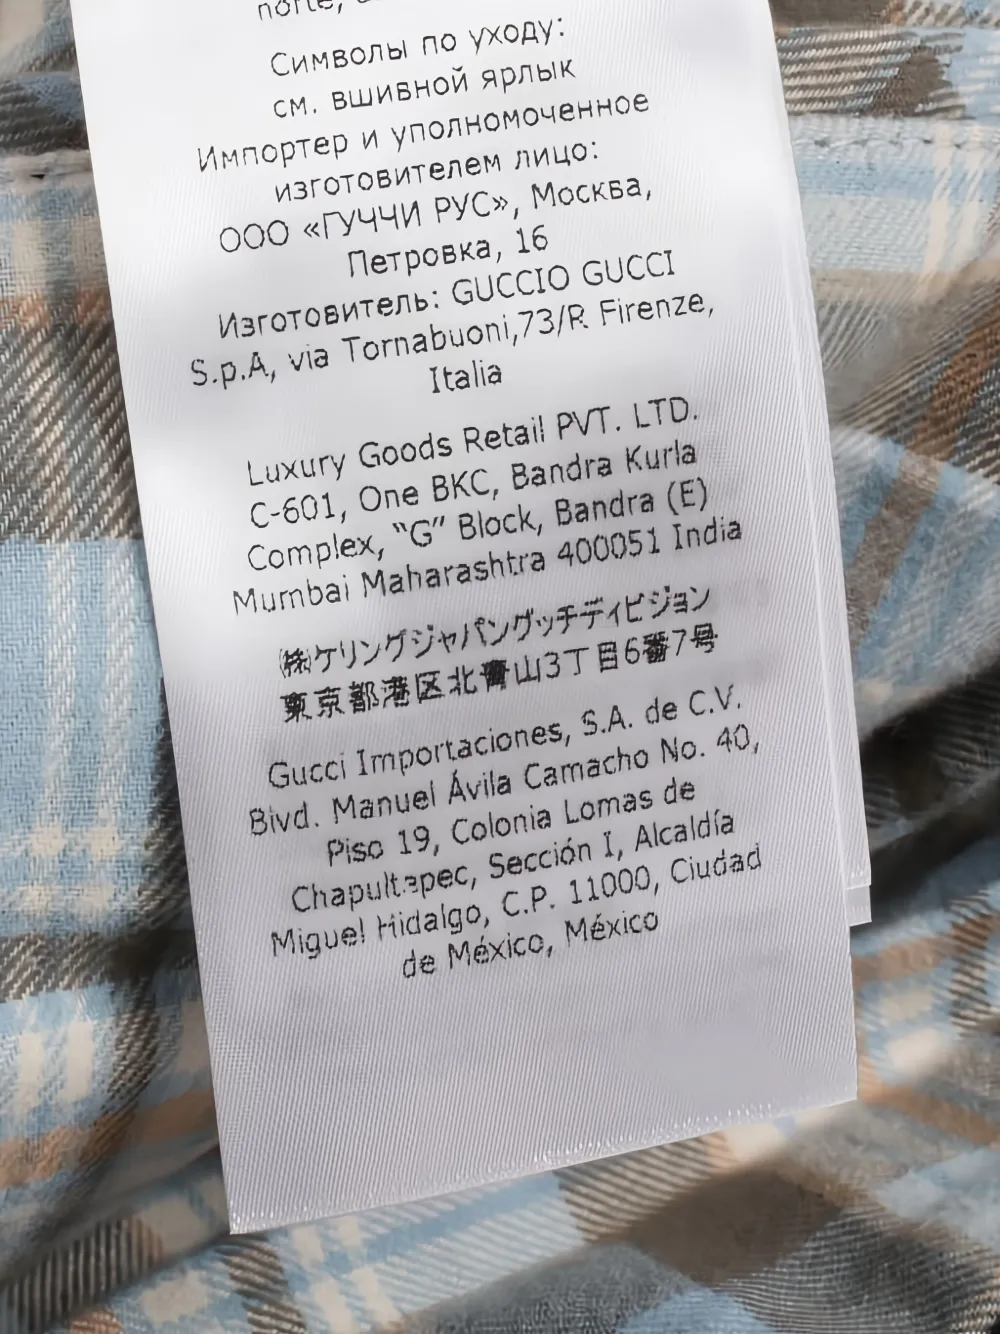 norte,
Символы по уходу:
см. вшивной ярлык
Импортер и уполномоченное
изготовителем лицо:
ООО «ГУЧЧИ РУС», Москва,
Петровка, 16
Изготовитель: GUCCIO GUCCI
S.p.A, via Tornabuoni,73/R Firenze,
Italia
Luxury Goods Retail PVT. LTD.
C-601, One BKC, Bandra Kurla
Complex, “G” Block, Bandra (E)
Mumbai Maharashtra 400051 India
㈱ケリングジャパングッチディビジョン
東京都港区北青山3丁目6番7号
Gucci Importaciones, S.A. de C.V.
Blvd. Manuel Ávila Camacho No. 40,
Piso 19, Colonia Lomas de
Chapultepec, Sección I, Alcaldía
Miguel Hidalgo, C.P. 11000, Ciudad
de México, México